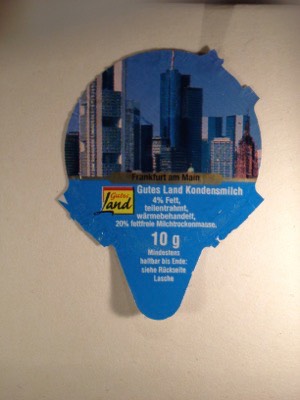 Frankfurt am Main
Gutes
Land
Gutes Land Kondensmilch
4% Fett,
teilentrahmt,
wärmebehandelt,
20% fettfreie Milchtrockenmasse.
10 g
Mindestens
haltbar bis Ende:
siehe Rückseite
Lasche